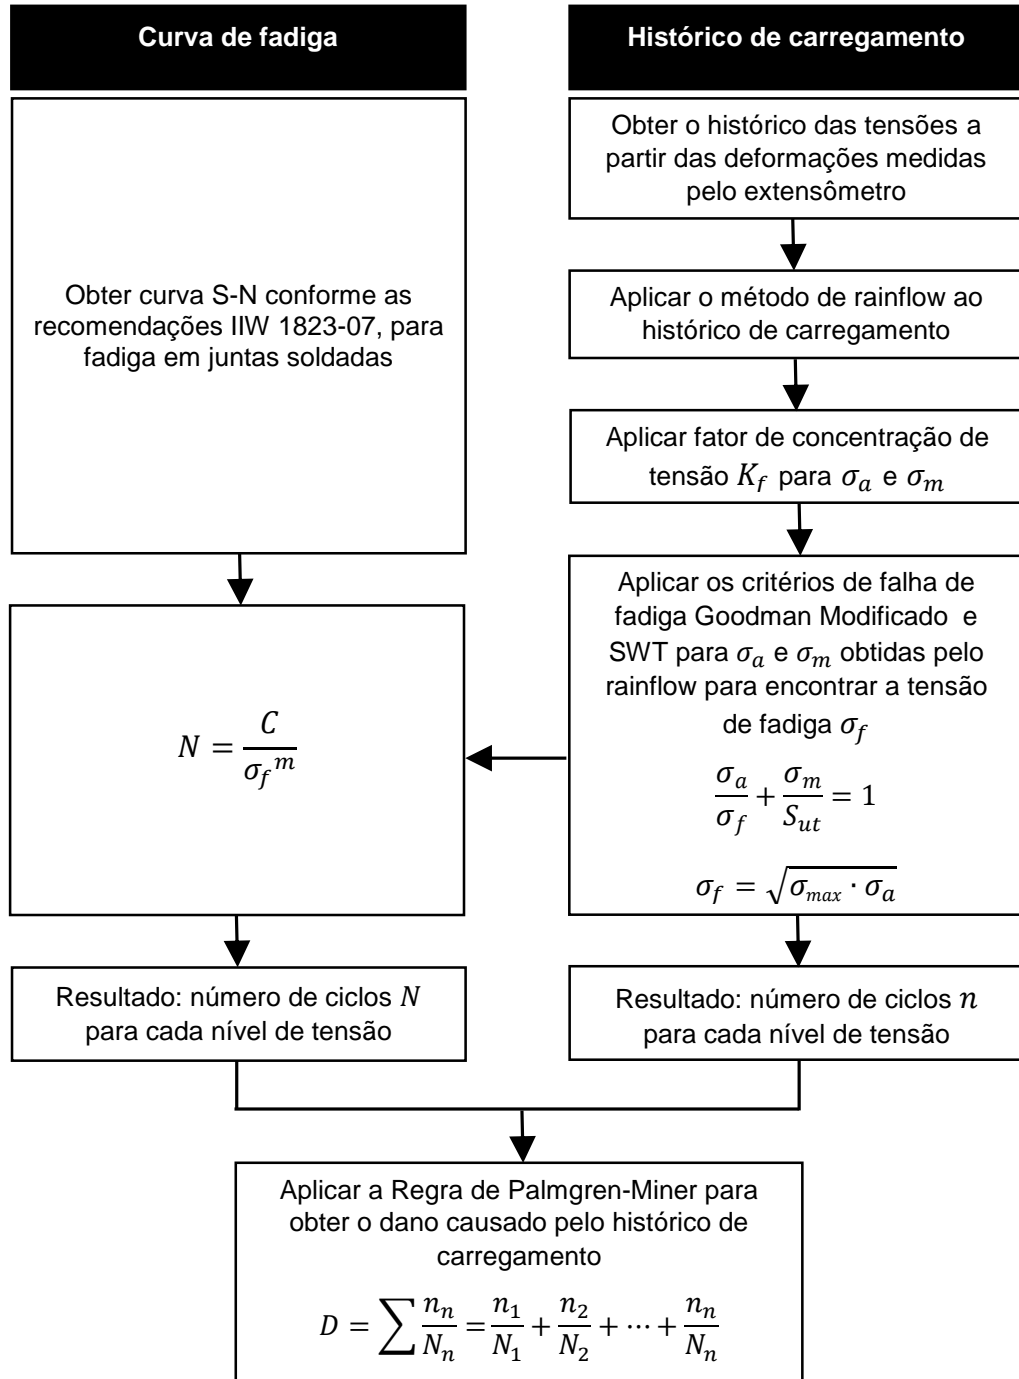 Curva de fadiga
Obter curva S-N conforme as
recomendações IIW 1823-07, para
fadiga em juntas soldadas
N = C / σ_f^m
Resultado: número de ciclos N
para cada nível de tensão
Histórico de carregamento
Obter o histórico das tensões a
partir das deformações medidas
pelo extensômetro
Aplicar o método de rainflow ao
histórico de carregamento
Aplicar fator de concentração de
tensão K_f para σ_a e σ_m
Aplicar os critérios de falha de
fadiga Goodman Modificado e
SWT para σ_a e σ_m obtidas pelo
rainflow para encontrar a tensão
de fadiga σ_f
σ_a/σ_f + σ_m/S_ut = 1
σ_f = √(σ_max · σ_a)
Resultado: número de ciclos n
para cada nível de tensão
Aplicar a Regra de Palmgren-Miner para
obter o dano causado pelo histórico de
carregamento
D = ∑ n_n/N_n = n_1/N_1 + n_2/N_2 + ⋯ + n_n/N_n